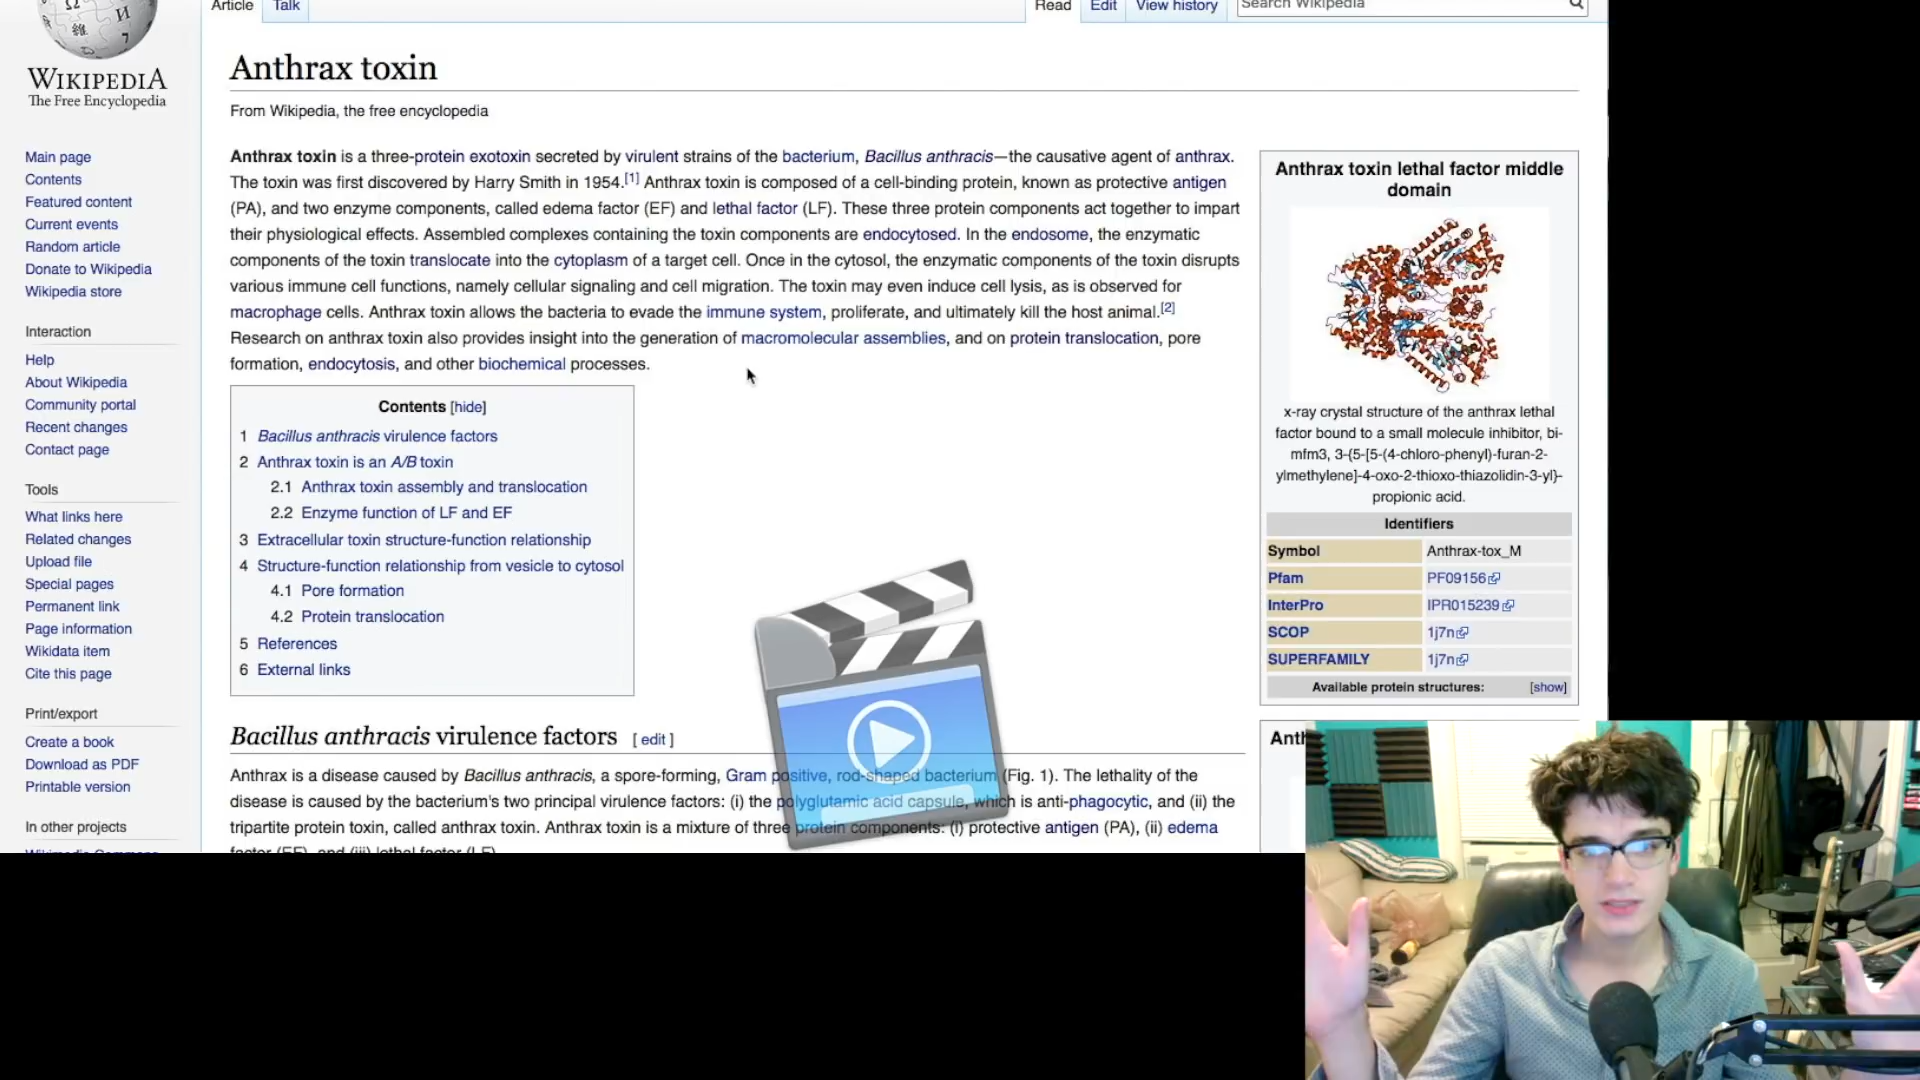 Article
Talk
Read
Edit
View history
Search Wikipedia
Ω
И
維
7
WIKIPEDIA
The Free Encyclopedia
Main page
Contents
Featured content
Current events
Random article
Donate to Wikipedia
Wikipedia store
Interaction
Help
About Wikipedia
Community portal
Recent changes
Contact page
Tools
What links here
Related changes
Upload file
Special pages
Permanent link
Page information
Wikidata item
Cite this page
Print/export
Create a book
Download as PDF
Printable version
In other projects
Wikimedia Commons
Anthrax toxin
From Wikipedia, the free encyclopedia
Anthrax toxin is a three-protein exotoxin secreted by virulent strains of the bacterium, Bacillus anthracis—the causative agent of anthrax.
The toxin was first discovered by Harry Smith in 1954.[1] Anthrax toxin is composed of a cell-binding protein, known as protective antigen
(PA), and two enzyme components, called edema factor (EF) and lethal factor (LF). These three protein components act together to impart
their physiological effects. Assembled complexes containing the toxin components are endocytosed. In the endosome, the enzymatic
components of the toxin translocate into the cytoplasm of a target cell. Once in the cytosol, the enzymatic components of the toxin disrupts
various immune cell functions, namely cellular signaling and cell migration. The toxin may even induce cell lysis, as is observed for
macrophage cells. Anthrax toxin allows the bacteria to evade the immune system, proliferate, and ultimately kill the host animal.[2]
Research on anthrax toxin also provides insight into the generation of macromolecular assemblies, and on protein translocation, pore
formation, endocytosis, and other biochemical processes.
Contents [hide]
1 Bacillus anthracis virulence factors
2 Anthrax toxin is an A/B toxin
2.1 Anthrax toxin assembly and translocation
2.2 Enzyme function of LF and EF
3 Extracellular toxin structure-function relationship
4 Structure-function relationship from vesicle to cytosol
4.1 Pore formation
4.2 Protein translocation
5 References
6 External links
Bacillus anthracis virulence factors [ edit ]
Anthrax is a disease caused by Bacillus anthracis, a spore-forming, Gram positive, rod-shaped bacterium (Fig. 1). The lethality of the
disease is caused by the bacterium's two principal virulence factors: (i) the polyglutamic acid capsule, which is anti-phagocytic, and (ii) the
tripartite protein toxin, called anthrax toxin. Anthrax toxin is a mixture of three protein components: (i) protective antigen (PA), (ii) edema
factor (EF), and (iii) lethal factor (LF).
Anthrax toxin lethal factor middle
domain
x-ray crystal structure of the anthrax lethal
factor bound to a small molecule inhibitor, bi-
mfm3, 3-{5-[5-(4-chloro-phenyl)-furan-2-
ylmethylene]-4-oxo-2-thioxo-thiazolidin-3-yl}-
propionic acid.
Identifiers
Symbol Anthrax-tox_M
Pfam PF09156
InterPro IPR015239
SCOP 1j7n
SUPERFAMILY 1j7n
Available protein structures: [show]
Anth